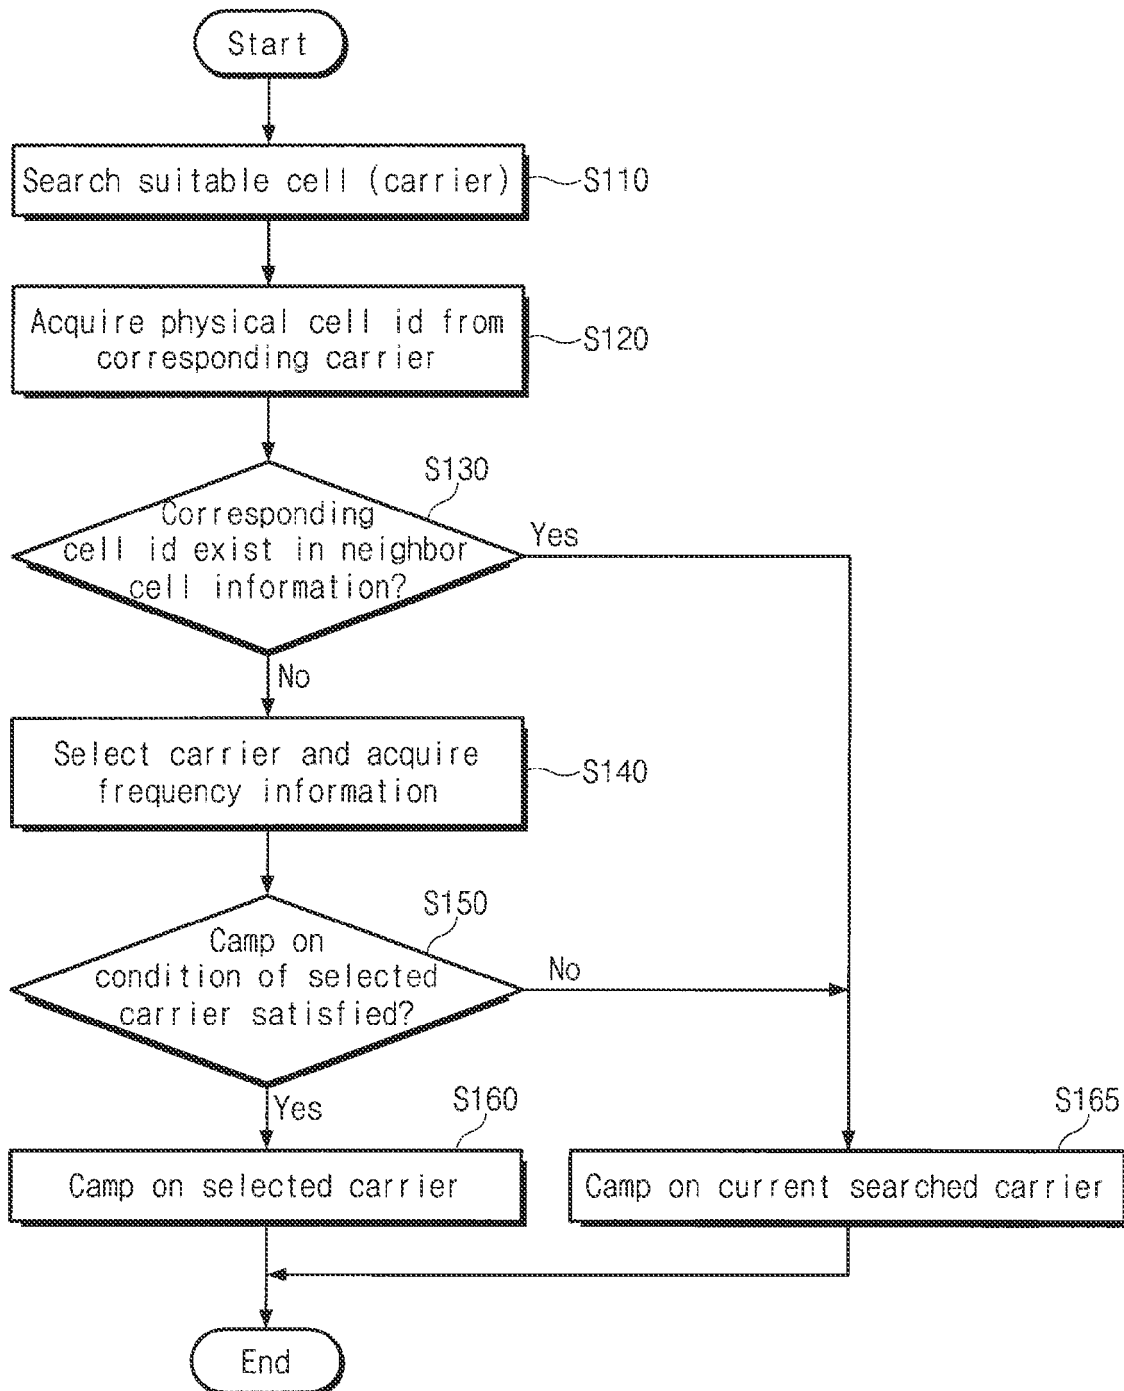 Start
Search suitable cell (carrier)
S110
Acquire physical cell id from
corresponding carrier
S120
S130
Corresponding
cell id exist in neighbor
cell information?
Yes
No
Select carrier and acquire
frequency information
S140
S150
Camp on
condition of selected
carrier satisfied?
No
Yes
S160
S165
Camp on selected carrier
Camp on current searched carrier
End